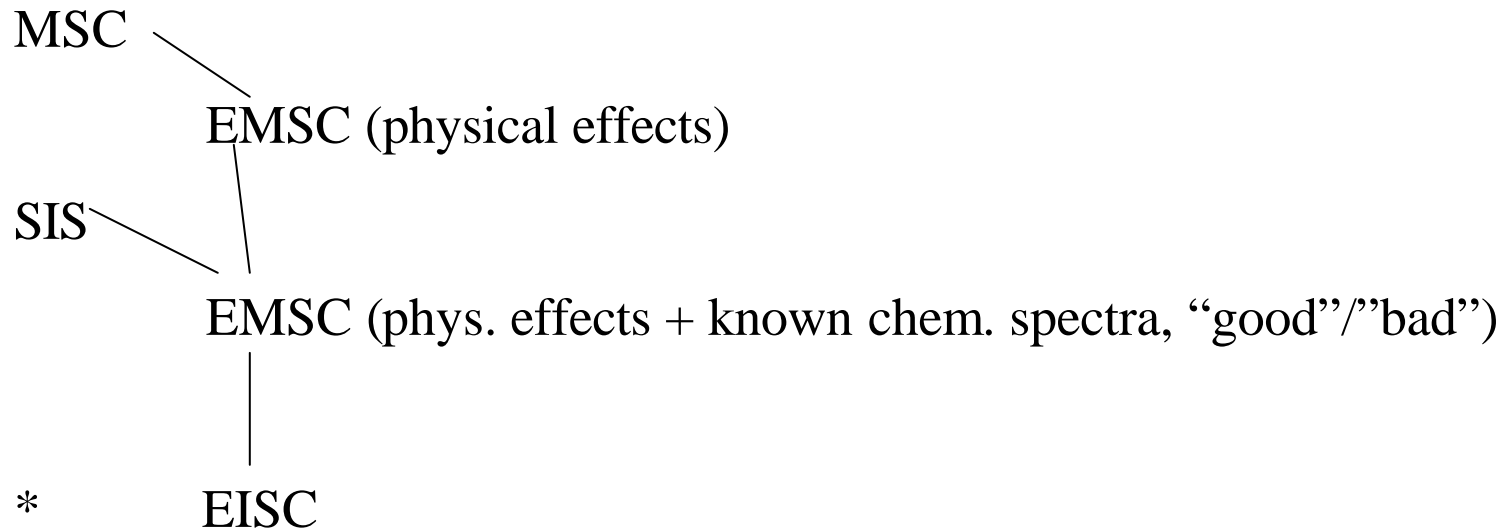 MSC
EMSC (physical effects)
SIS
EMSC (phys. effects + known chem. spectra, “good”/”bad”)
* EISC